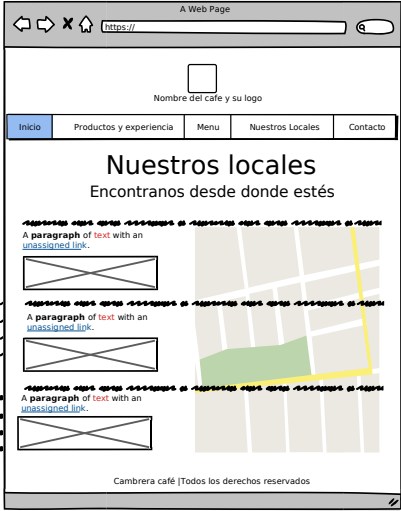 A Web Page
https://
Nombre del cafe y su logo
Inicio
Productos y experiencia
Menu
Nuestros Locales
Contacto
Nuestros locales
Encontranos desde donde estés
A paragraph of text with an
unassigned link.
A paragraph of text with an
unassigned link.
A paragraph of text with an
unassigned link.
Cambrera café |Todos los derechos reservados